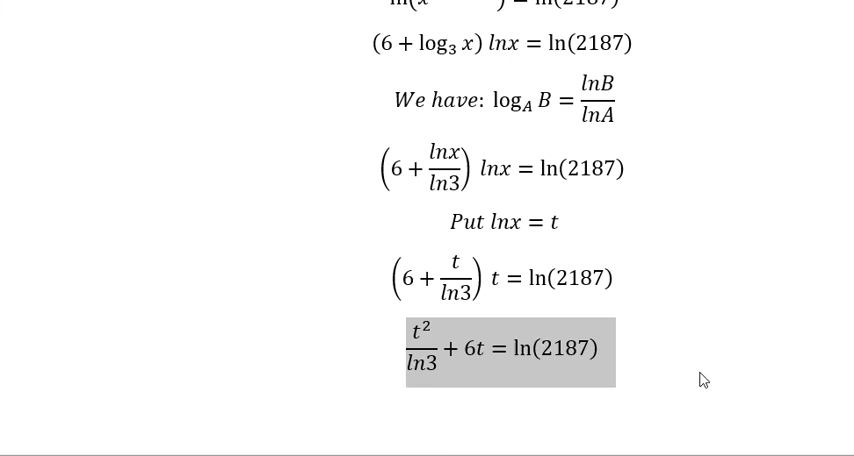 (6 + log₃ x) lnx = ln(2187)
We have: log_A B = lnB/lnA
(6 + lnx/ln3) lnx = ln(2187)
Put lnx = t
(6 + t/ln3) t = ln(2187)
t²/ln3 + 6t = ln(2187)